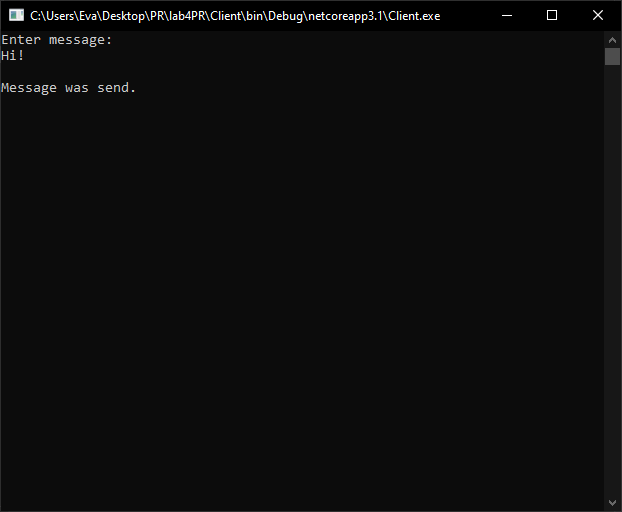 C:\Users\Eva\Desktop\PR\lab4PR\Client\bin\Debug\netcoreapp3.1\Client.exe
Enter message:
Hi!
Message was send.